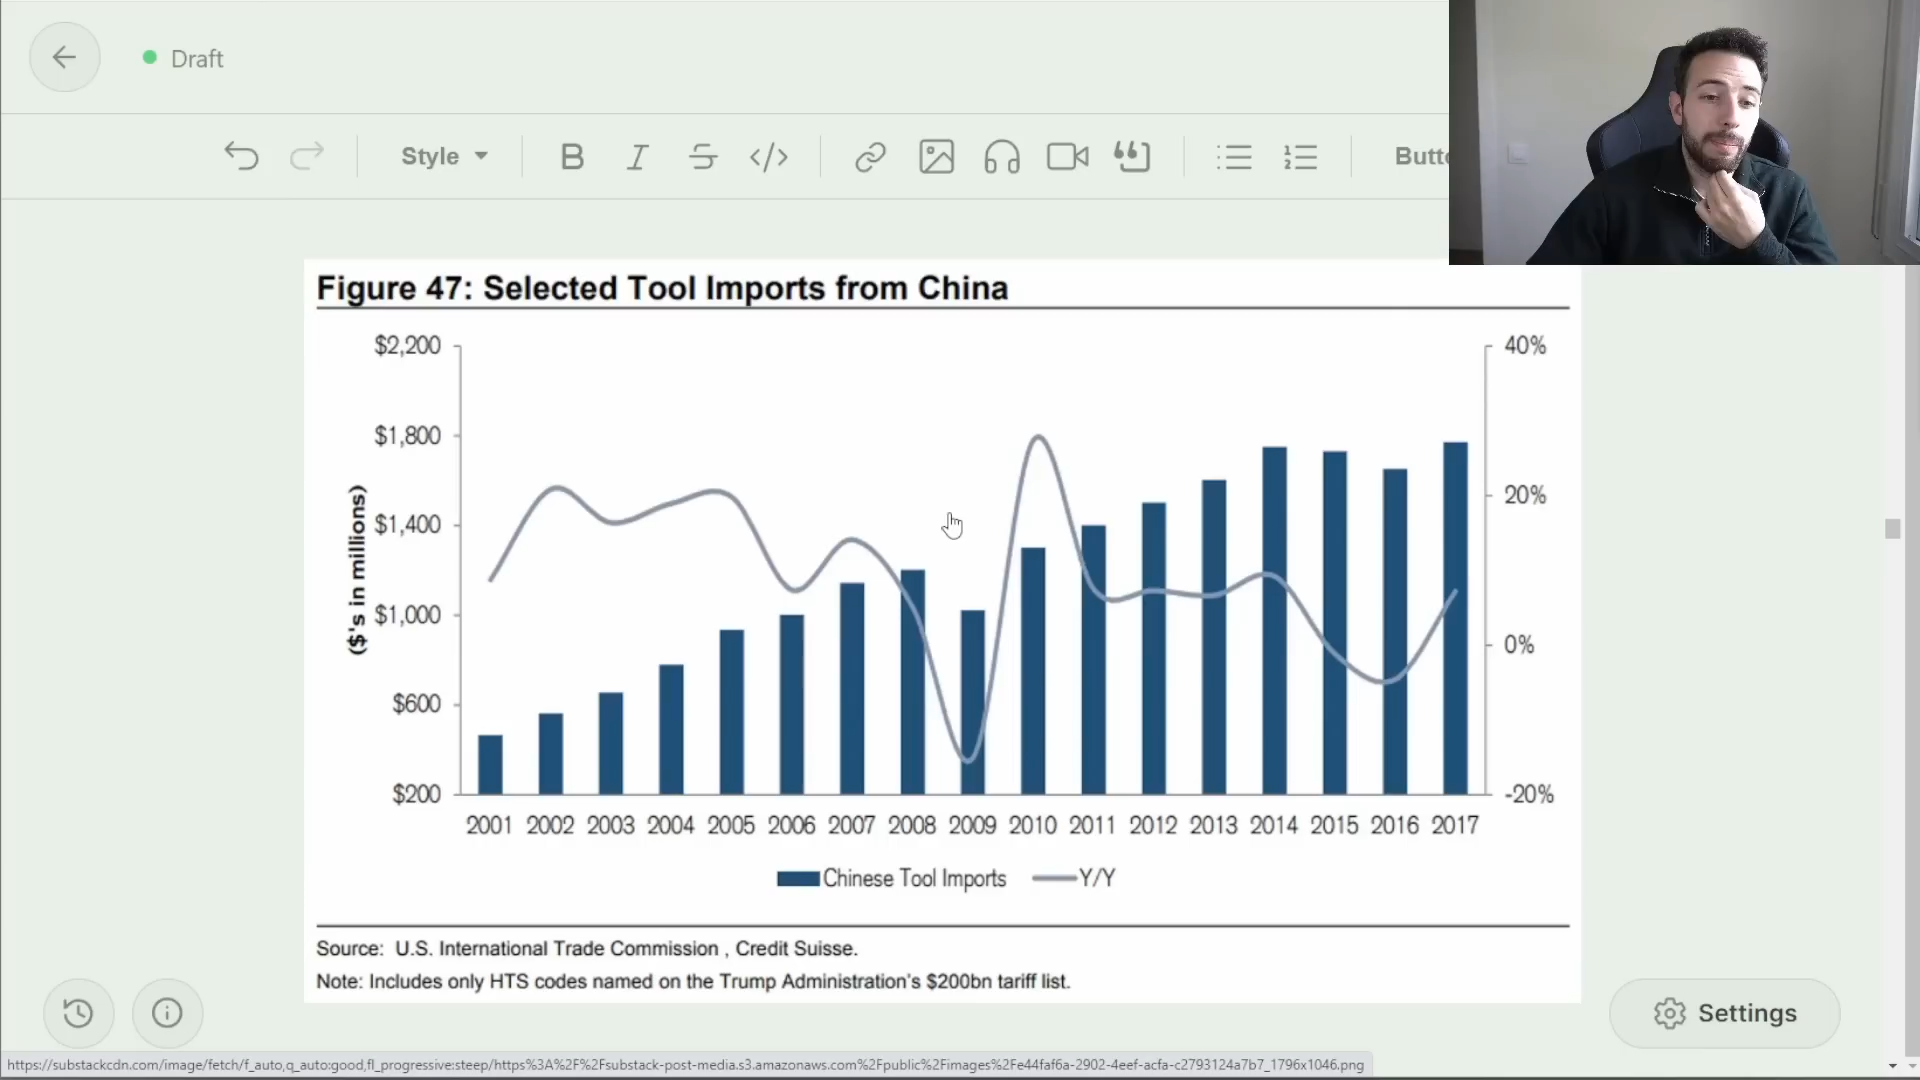 Draft
Style
B I S </>
Figure 47: Selected Tool Imports from China
$2,200
$1,800
$1,400
$1,000
$600
$200
($'s in millions)
40%
20%
0%
-20%
2001 2002 2003 2004 2005 2006 2007 2008 2009 2010 2011 2012 2013 2014 2015 2016 2017
Chinese Tool Imports Y/Y
Source: U.S. International Trade Commission , Credit Suisse.
Note: Includes only HTS codes named on the Trump Administration's $200bn tariff list.
Settings
https://substackcdn.com/image/fetch/f_auto,q_auto:good,fl_progressive:steep/https%3A%2F%2Fsubstack-post-media.s3.amazonaws.com%2Fpublic%2Fimages%2Fe44faf6a-2902-4eef-acfa-c2793124a7b7_1796x1046.png